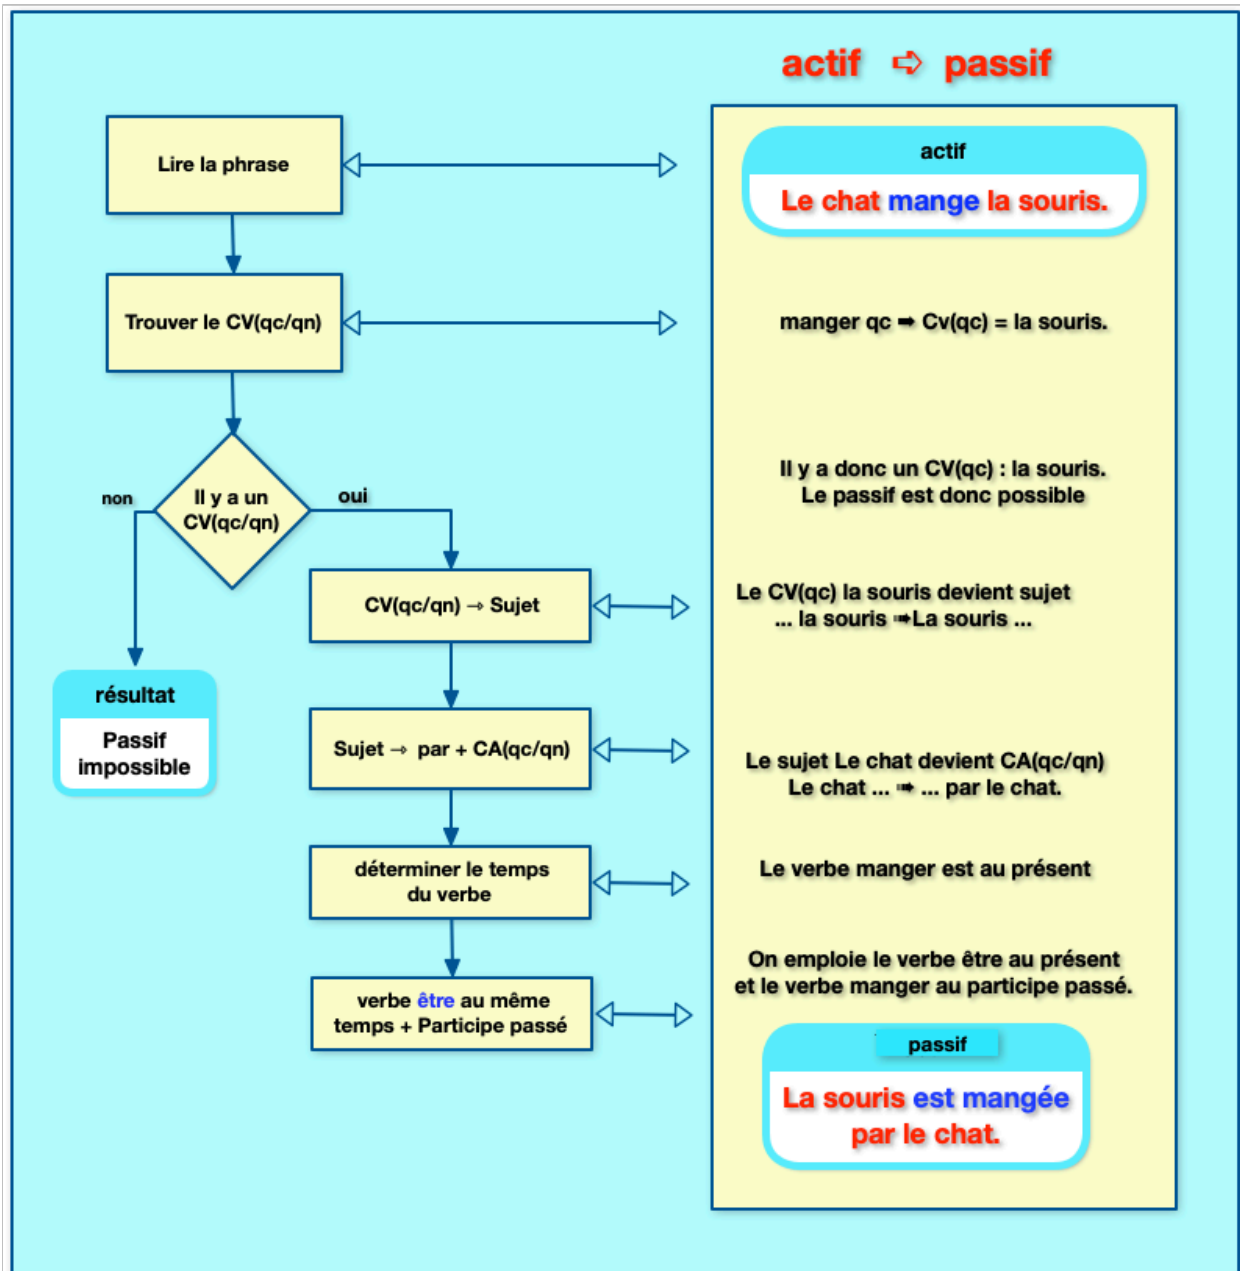 actif ➪ passif
Lire la phrase
actif
Le chat mange la souris.
Trouver le CV(qc/qn)
manger qc ➡ Cv(qc) = la souris.
Il y a un
CV(qc/qn)
non
oui
Il y a donc un CV(qc) : la souris.
Le passif est donc possible
CV(qc/qn) → Sujet
Le CV(qc) la souris devient sujet
... la souris ➠La souris ...
résultat
Passif
impossible
Sujet → par + CA(qc/qn)
Le sujet Le chat devient CA(qc/qn)
Le chat ... ➠ ... par le chat.
déterminer le temps
du verbe
Le verbe manger est au présent
verbe être au même
temps + Participe passé
On emploie le verbe être au présent
et le verbe manger au participe passé.
passif
La souris est mangée
par le chat.